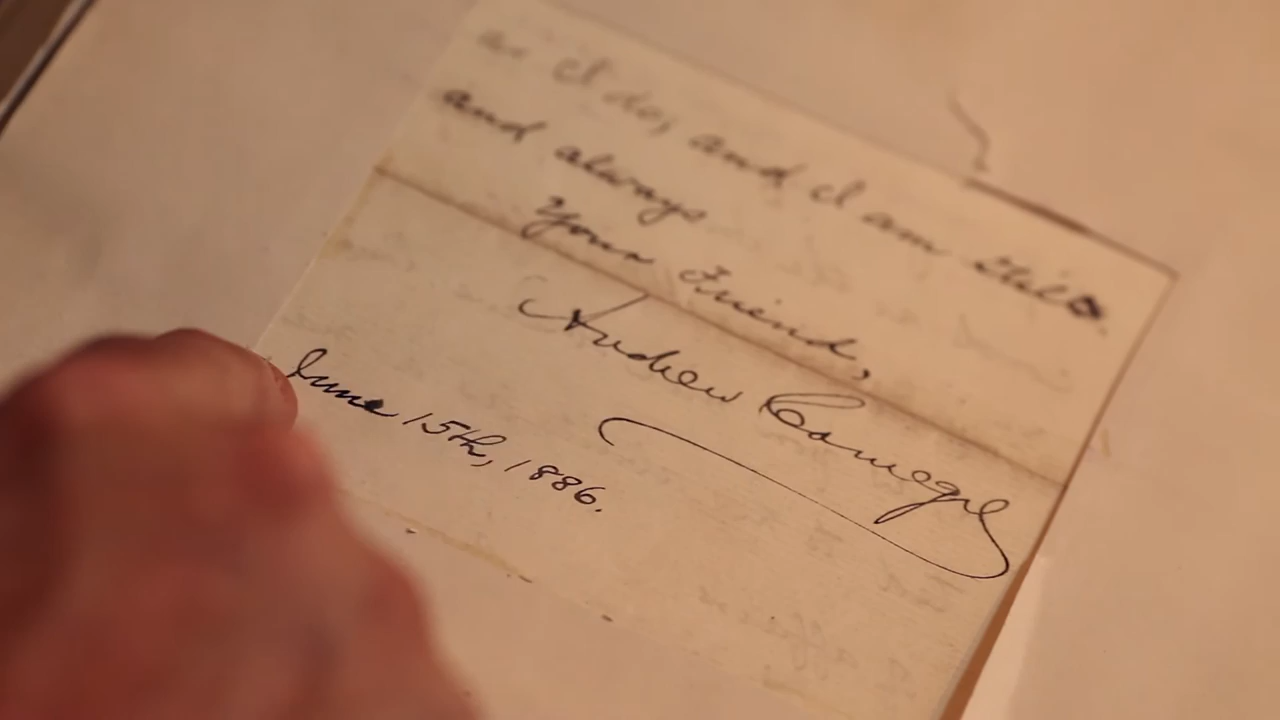 as I do, and I am still
and always
Your Friend,
Andrew Carnegie
June 15th, 1886.